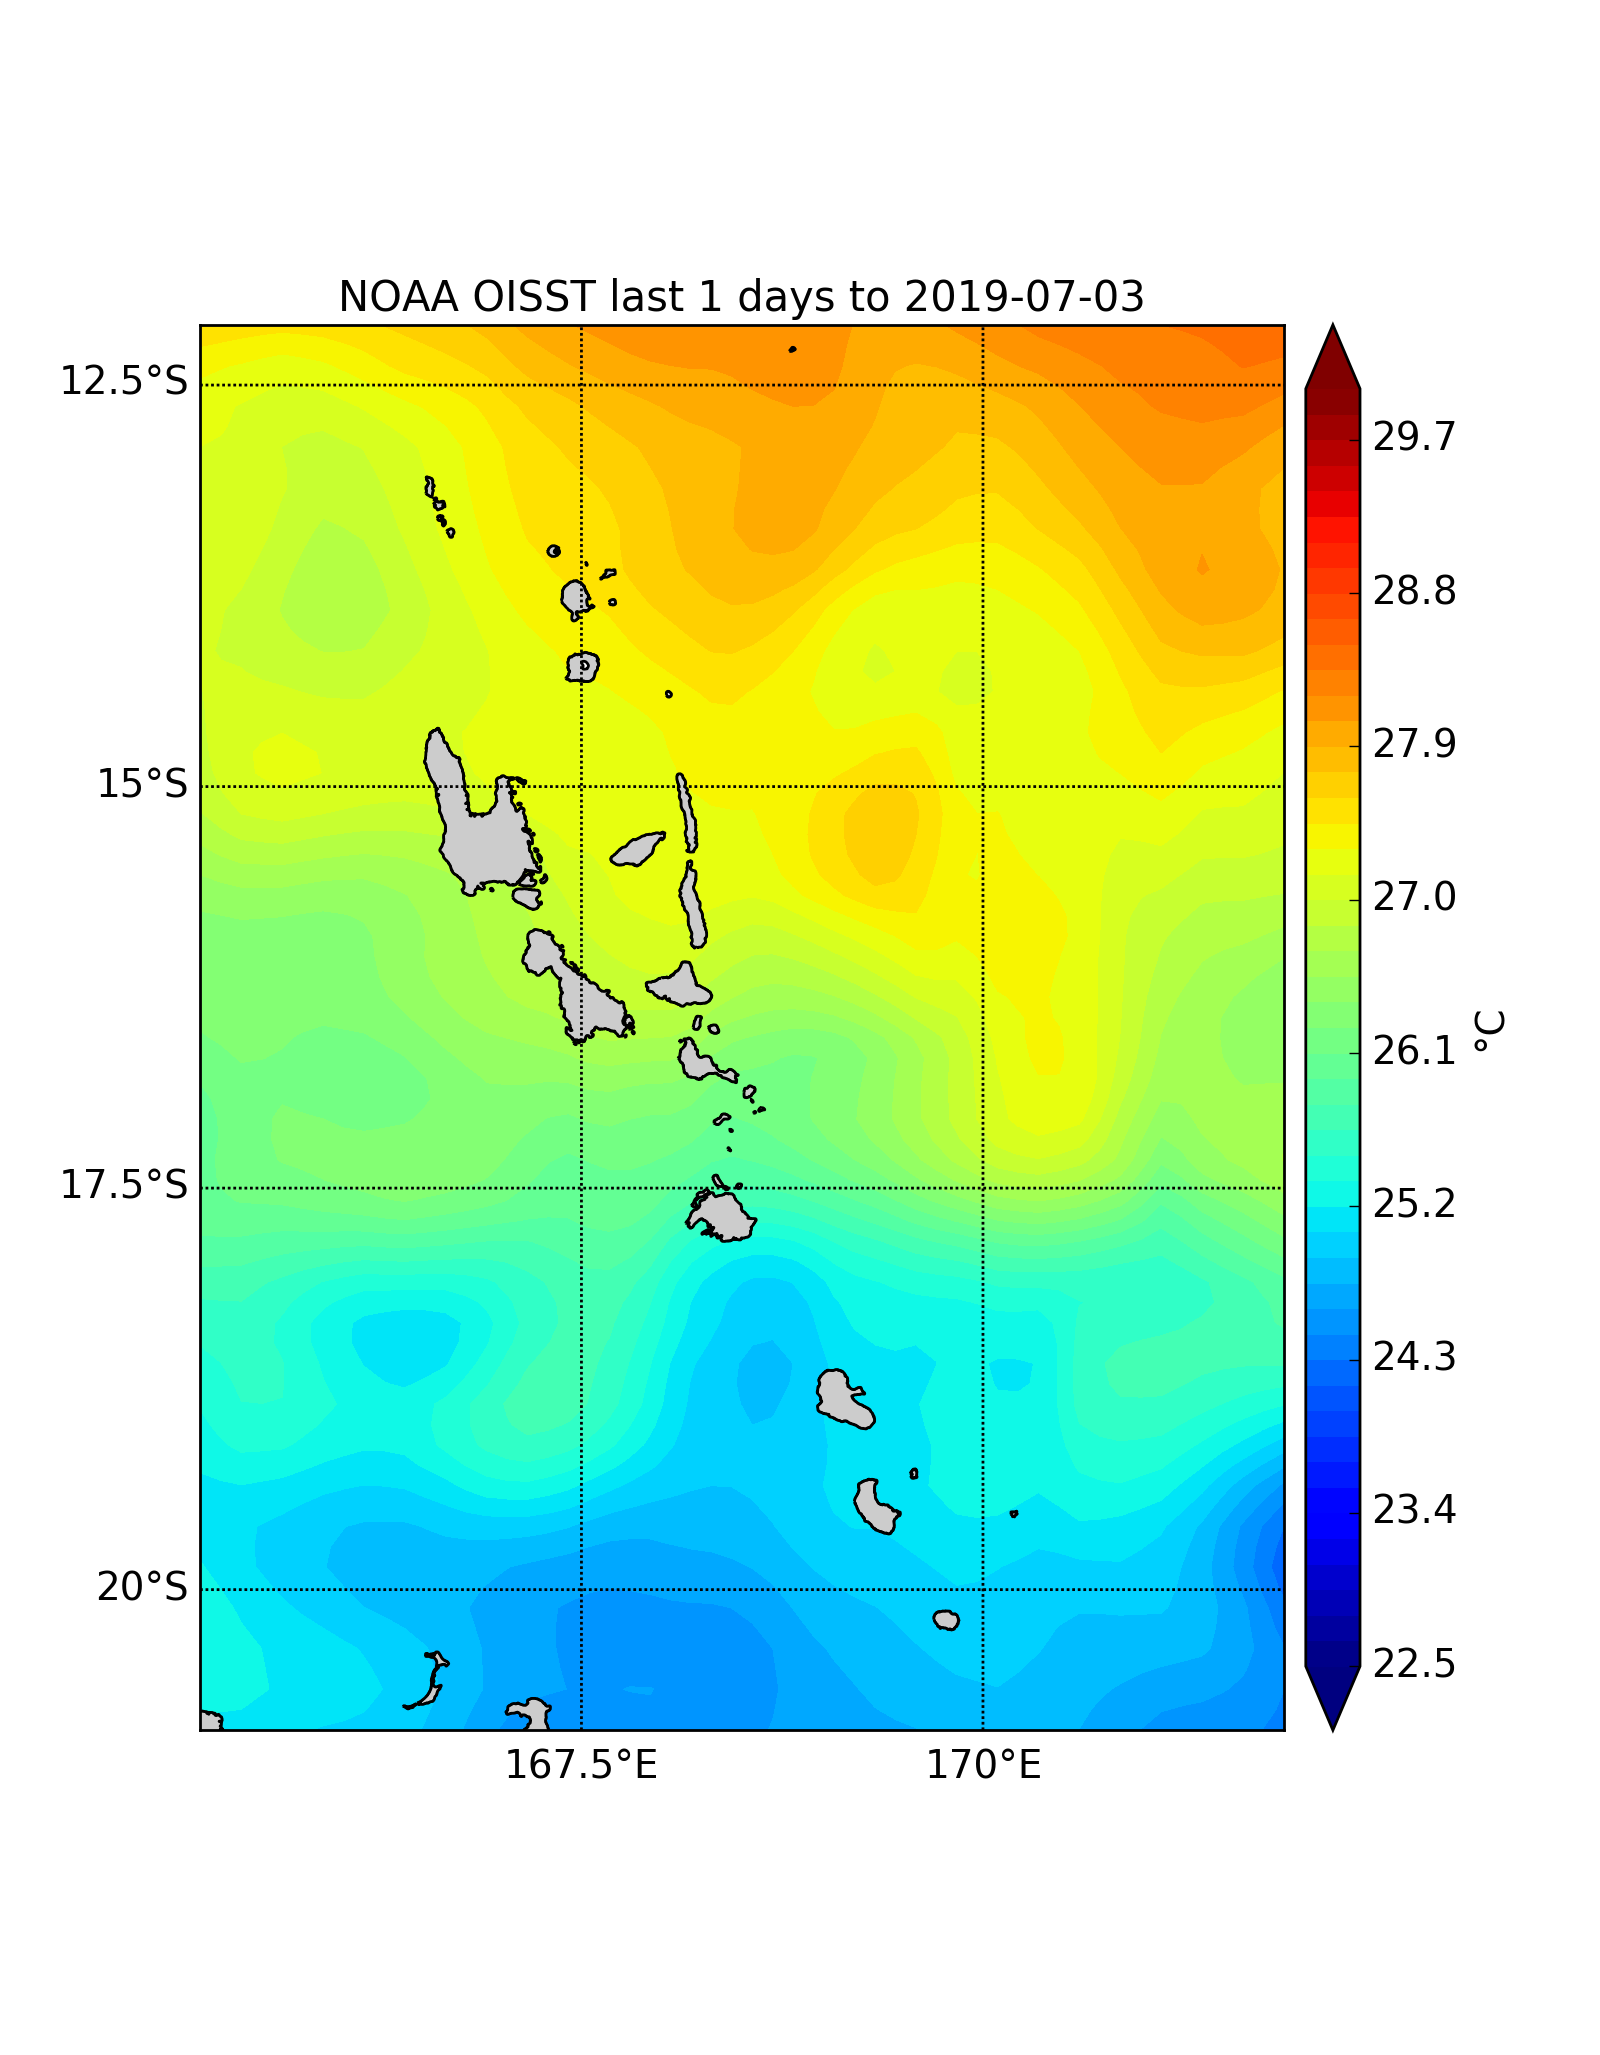 NOAA OISST last 1 days to 2019-07-03
12.5°S
15°S
17.5°S
20°S
167.5°E
170°E
29.7
28.8
27.9
27.0
26.1
25.2
24.3
23.4
22.5
°C